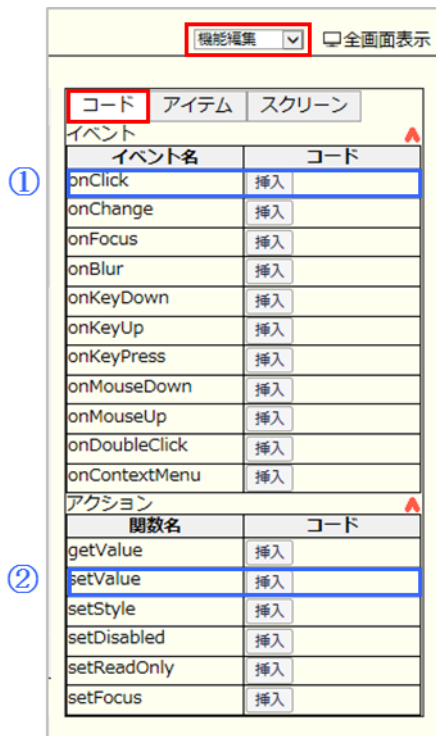 機能編集 全画面表示
コード アイテム スクリーン
イベント
イベント名 コード
① onClick 挿入
onChange 挿入
onFocus 挿入
onBlur 挿入
onKeyDown 挿入
onKeyUp 挿入
onKeyPress 挿入
onMouseDown 挿入
onMouseUp 挿入
onDoubleClick 挿入
onContextMenu 挿入
アクション
関数名 コード
getValue 挿入
② setValue 挿入
setStyle 挿入
setDisabled 挿入
setReadOnly 挿入
setFocus 挿入